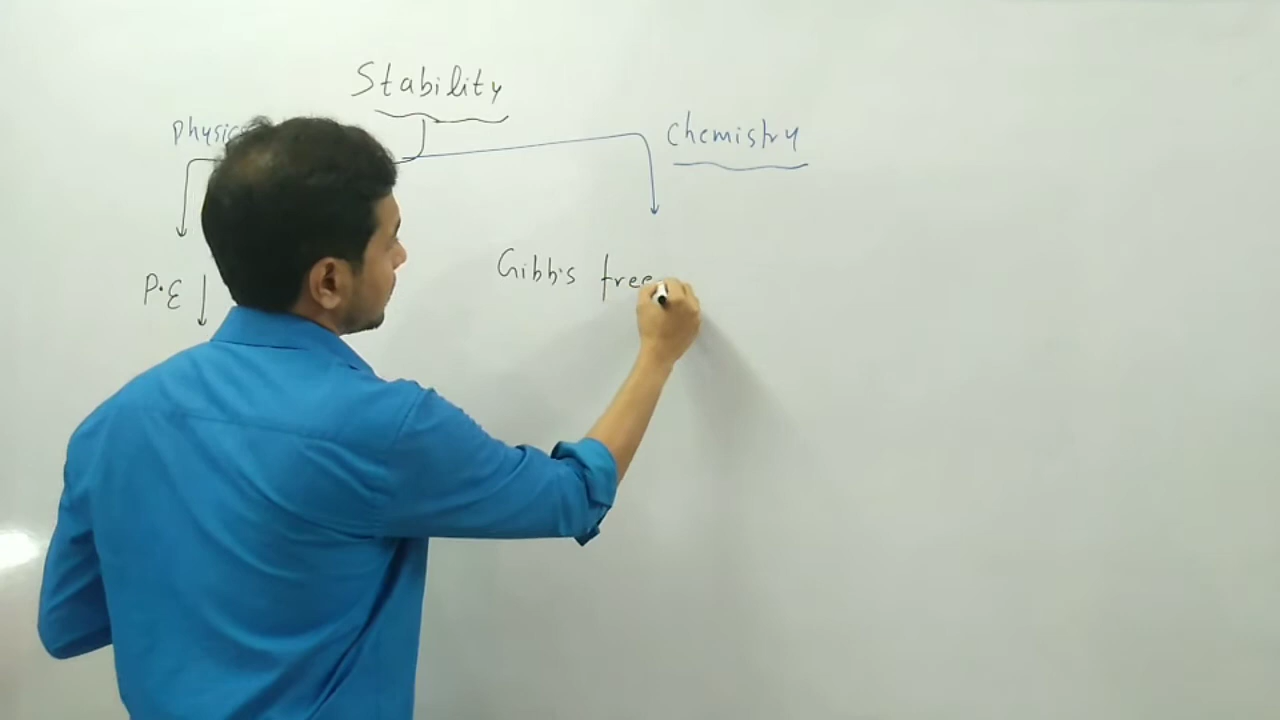 Stability
Physics
Chemistry
P.E ↓
Gibb's free